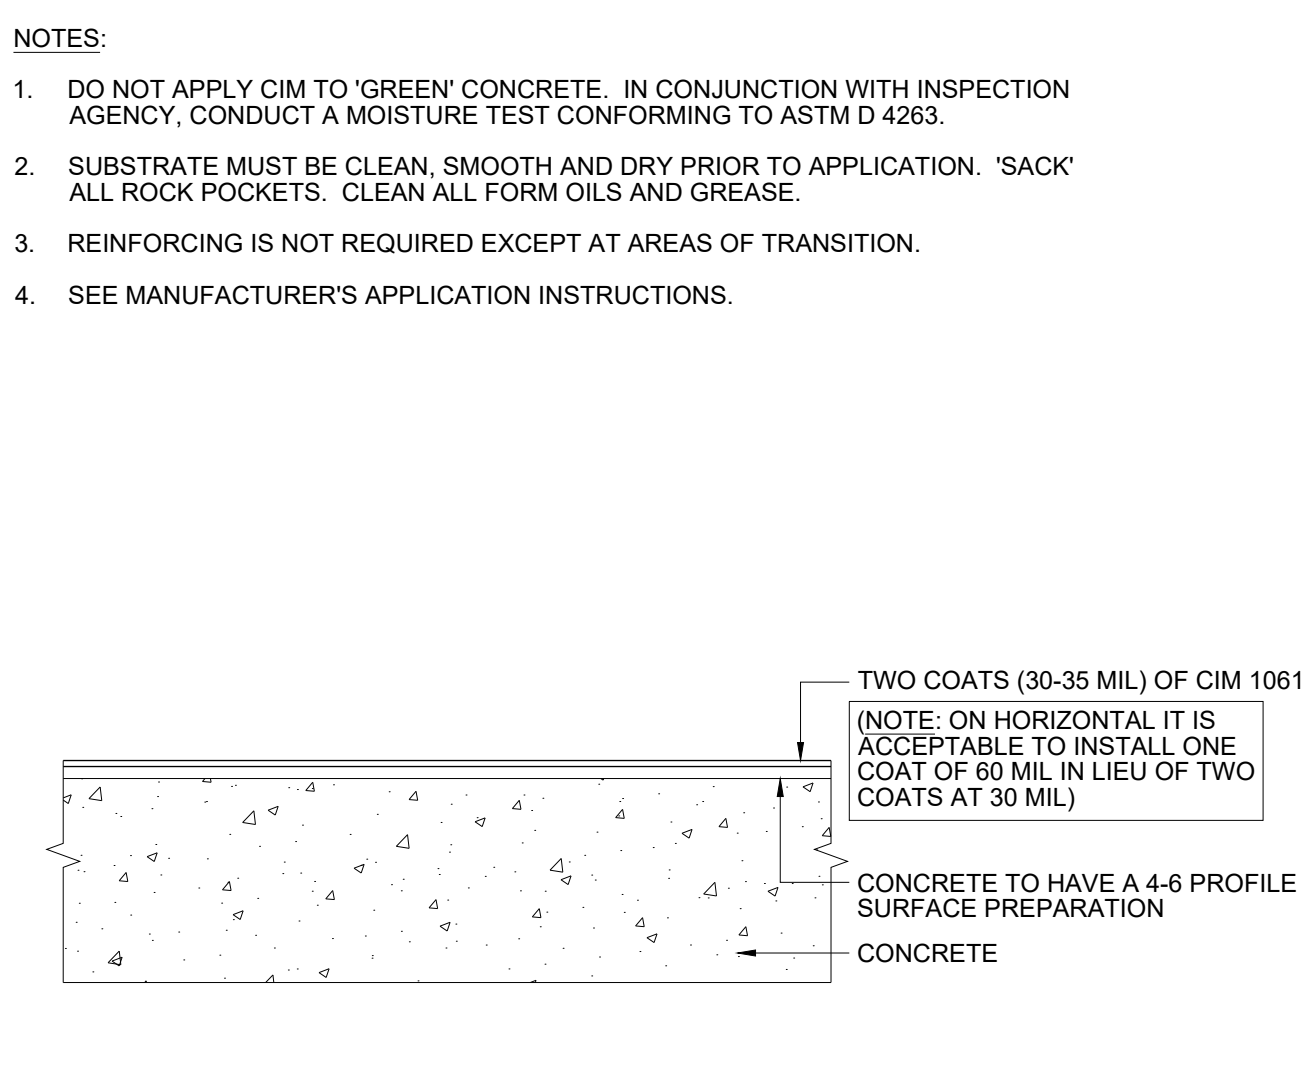 NOTES:
1. DO NOT APPLY CIM TO 'GREEN' CONCRETE. IN CONJUNCTION WITH INSPECTION
AGENCY, CONDUCT A MOISTURE TEST CONFORMING TO ASTM D 4263.
2. SUBSTRATE MUST BE CLEAN, SMOOTH AND DRY PRIOR TO APPLICATION. 'SACK'
ALL ROCK POCKETS. CLEAN ALL FORM OILS AND GREASE.
3. REINFORCING IS NOT REQUIRED EXCEPT AT AREAS OF TRANSITION.
4. SEE MANUFACTURER'S APPLICATION INSTRUCTIONS.
TWO COATS (30-35 MIL) OF CIM 1061
(NOTE: ON HORIZONTAL IT IS
ACCEPTABLE TO INSTALL ONE
COAT OF 60 MIL IN LIEU OF TWO
COATS AT 30 MIL)
CONCRETE TO HAVE A 4-6 PROFILE
SURFACE PREPARATION
CONCRETE